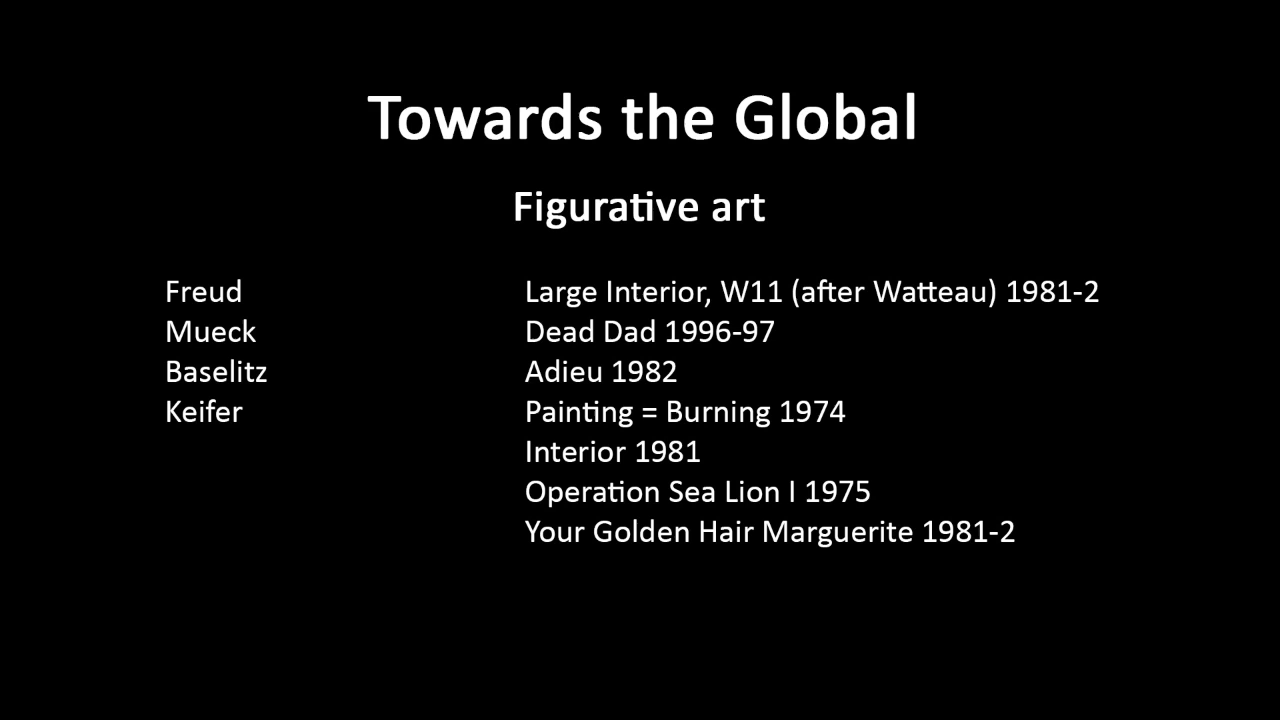 Towards the Global
Figurative art
Freud Large Interior, W11 (after Watteau) 1981-2
Mueck Dead Dad 1996-97
Baselitz Adieu 1982
Keifer Painting = Burning 1974
Interior 1981
Operation Sea Lion I 1975
Your Golden Hair Marguerite 1981-2